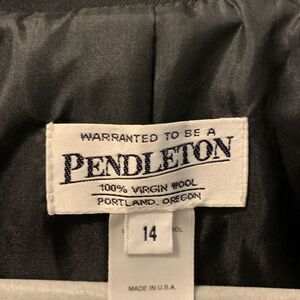 WARRANTED TO BE A
PENDLETON
100% VIRGIN WOOL
PORTLAND, OREGON
14
MADE IN U.S.A.